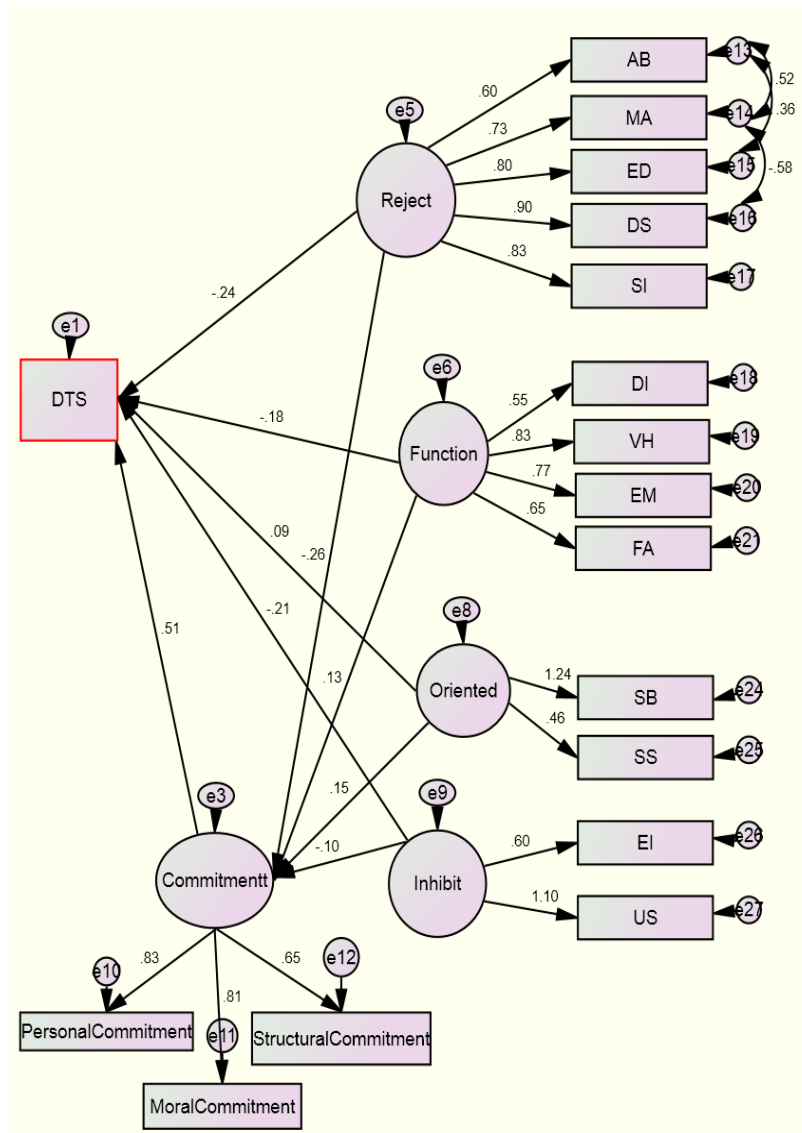 AB
e13
.52
.60
e5
MA
e14
.36
.73
ED
e15
-.58
.80
Reject
DS
e16
.90
SI
e17
.83
-.24
e1
DTS
e6
DI
e18
.55
-.18
VH
e19
.83
Function
EM
e20
.77
FA
e21
.65
.09
-.26
-.21
e8
.51
.13
Oriented
1.24
SB
e24
.46
SS
e25
.15
e3
e9
-.10
.60
EI
e26
Commitmentt
Inhibit
1.10
US
e27
.83
.65
e10
.81
e12
PersonalCommitment
e11
StructuralCommitment
MoralCommitment